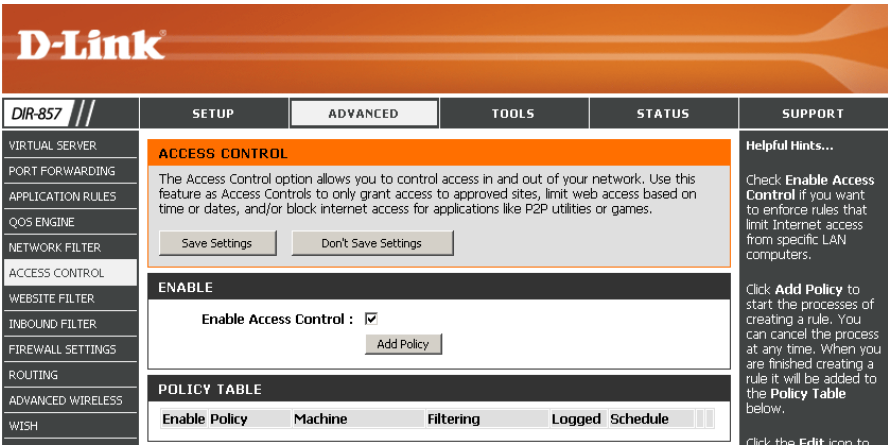 D-Link
DIR-857
SETUP
ADVANCED
TOOLS
STATUS
SUPPORT
VIRTUAL SERVER
PORT FORWARDING
APPLICATION RULES
QOS ENGINE
NETWORK FILTER
ACCESS CONTROL
WEBSITE FILTER
INBOUND FILTER
FIREWALL SETTINGS
ROUTING
ADVANCED WIRELESS
WISH
ACCESS CONTROL
The Access Control option allows you to control access in and out of your network. Use this
feature as Access Controls to only grant access to approved sites, limit web access based on
time or dates, and/or block internet access for applications like P2P utilities or games.
Save Settings
Don't Save Settings
ENABLE
Enable Access Control :
Add Policy
POLICY TABLE
Enable Policy Machine Filtering Logged Schedule
Helpful Hints...
Check Enable Access
Control if you want
to enforce rules that
limit Internet access
from specific LAN
computers.
Click Add Policy to
start the processes of
creating a rule. You
can cancel the process
at any time. When you
are finished creating a
rule it will be added to
the Policy Table
below.
Click the Edit icon to